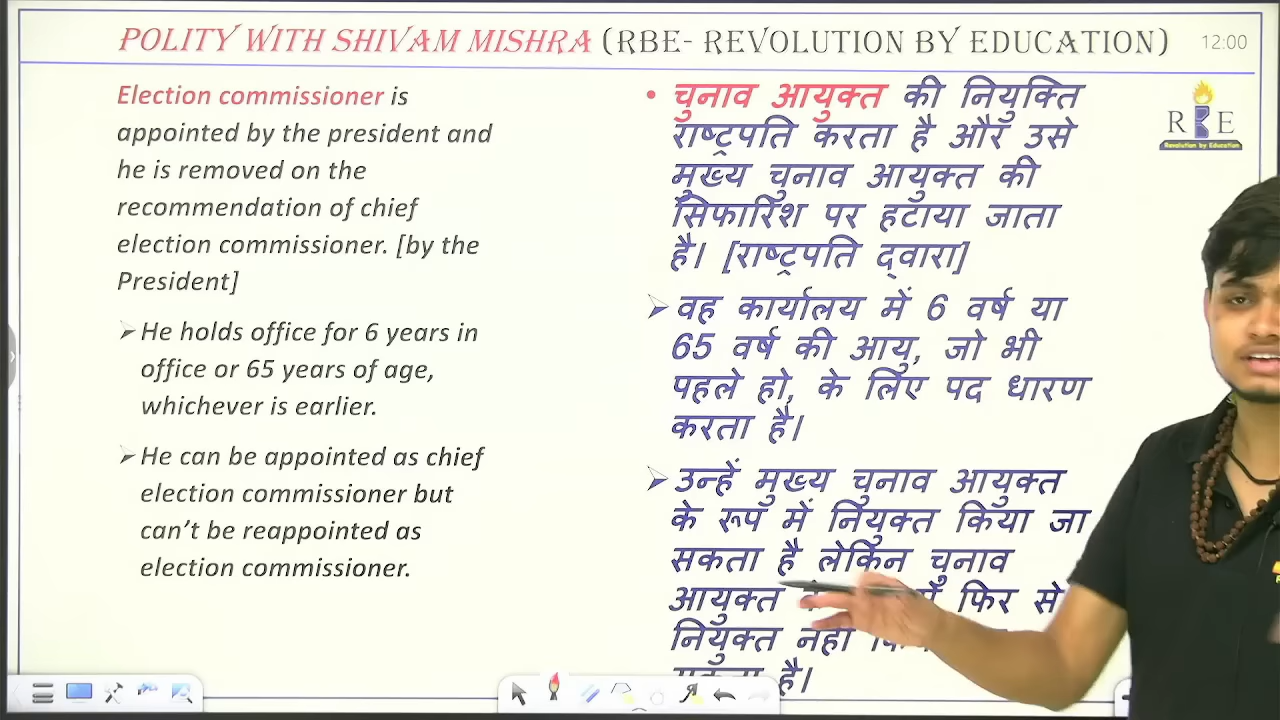 POLITY WITH SHIVAM MISHRA (RBE- REVOLUTION BY EDUCATION)
12:00
Election commissioner is
appointed by the president and
he is removed on the
recommendation of chief
election commissioner. [by the
President]
He holds office for 6 years in
office or 65 years of age,
whichever is earlier.
He can be appointed as chief
election commissioner but
can't be reappointed as
election commissioner.
• चुनाव आयुक्त की नियुक्ति
राष्ट्रपति करता है और उसे
मुख्य चुनाव आयुक्त की
सिफारिश पर हटाया जाता
है। [राष्ट्रपति द्वारा]
वह कार्यालय में 6 वर्ष या
65 वर्ष की आयु, जो भी
पहले हो, के लिए पद धारण
करता है।
उन्हें मुख्य चुनाव आयुक्त
के रूप में नियुक्त किया जा
सकता है लेकिन चुनाव
आयुक्त फिर से
नियुक्त नहीं
सकता है।
RBE
Revolution by Education